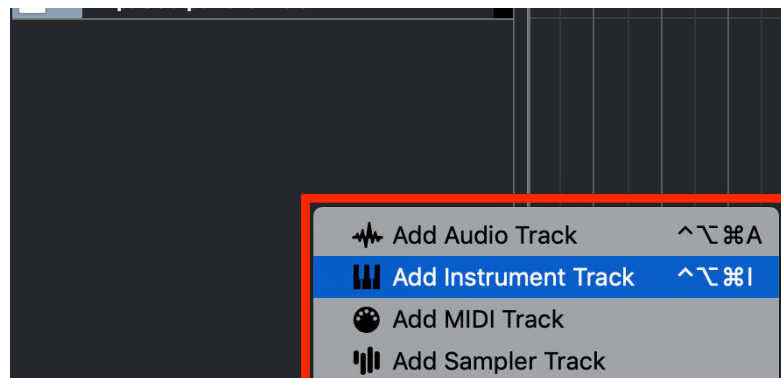 Add Audio Track ^⌥⌘A
Add Instrument Track ^⌥⌘I
Add MIDI Track
Add Sampler Track